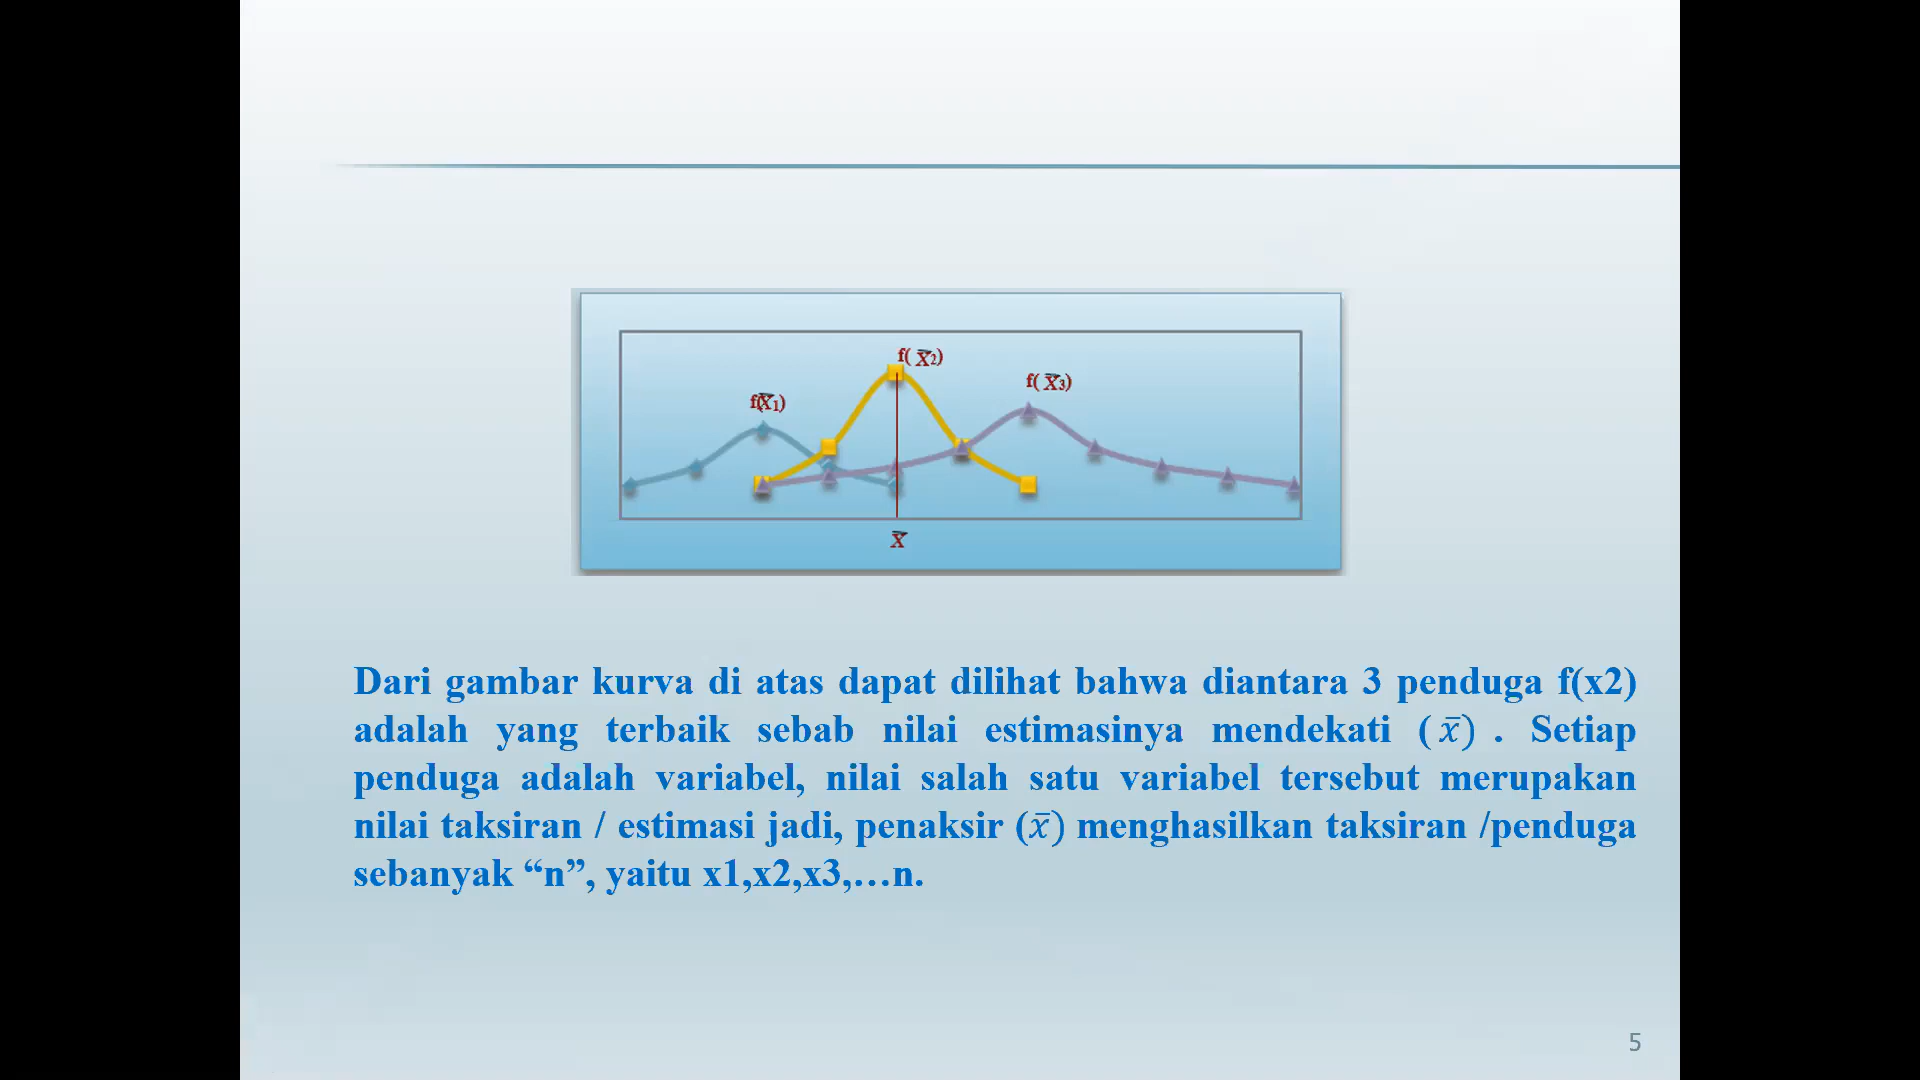 f( x̄2)
f( x̄3)
f(x̄1)
x̄
Dari gambar kurva di atas dapat dilihat bahwa diantara 3 penduga f(x2)
adalah yang terbaik sebab nilai estimasinya mendekati ( x̄) . Setiap
penduga adalah variabel, nilai salah satu variabel tersebut merupakan
nilai taksiran / estimasi jadi, penaksir (x̄) menghasilkan taksiran /penduga
sebanyak “n”, yaitu x1,x2,x3,…n.
5